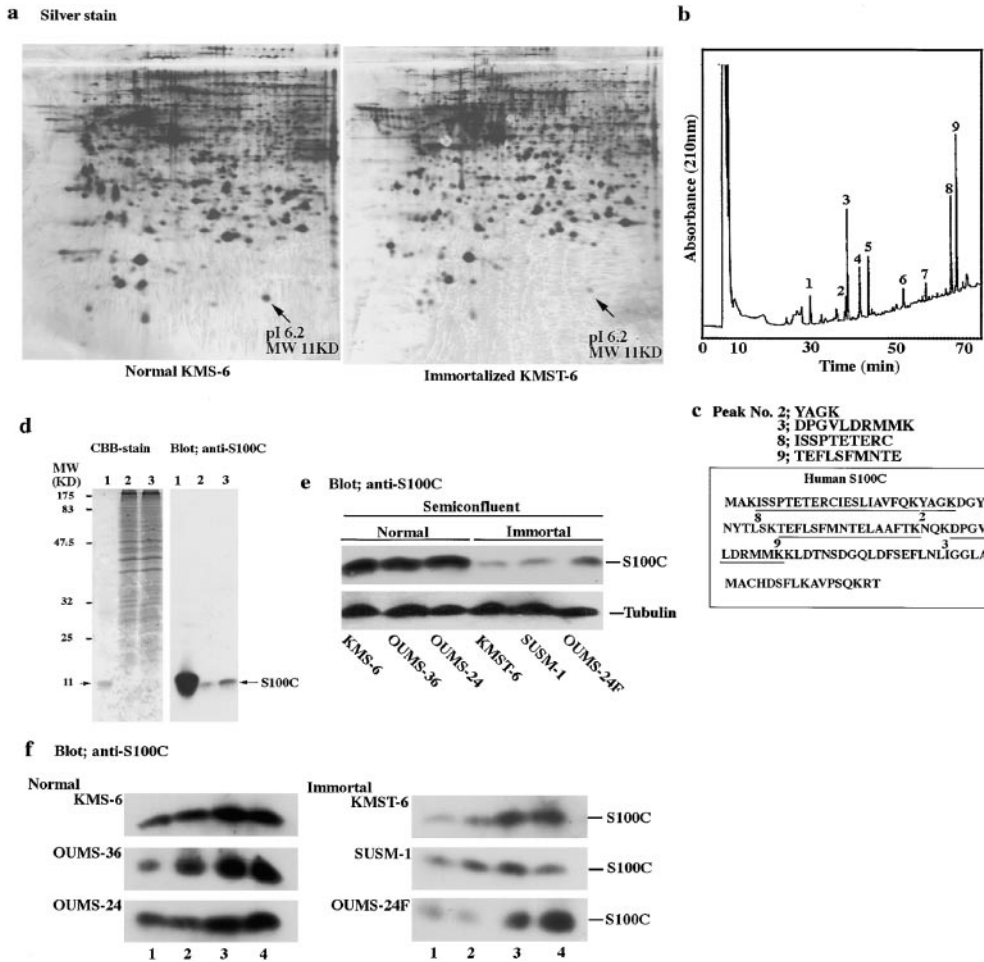 a Silver stain
pI 6.2
MW 11KD
Normal KMS-6
pI 6.2
MW 11KD
Immortalized KMST-6
b
Absorbance (210nm)
1 2 3 4 5 6 7 8 9
0 10 30 50 70
Time (min)
c Peak No. 2; YAGK
3; DPGVLDRMMK
8; ISSPTETERC
9; TEFLSFMNTE
Human S100C
MAKISSPTETERCIESLIAVFQKYAGKDGY
8 2
NYTLSKTEFLSFMNTELAAFTKNQKDPGV
9 3
LDRMMKKLDTNSDGQLDFSEFLNLIGGLA
MACHDSFLKAVPSQKRT
d
CBB-stain Blot; anti-S100C
MW
(KD)
1 2 3 1 2 3
175
83
47.5
32
25
11
S100C
e Blot; anti-S100C
Semiconfluent
Normal Immortal
S100C
Tubulin
KMS-6
OUMS-36
OUMS-24
KMST-6
SUSM-1
OUMS-24F
f Blot; anti-S100C
Normal
KMS-6
OUMS-36
OUMS-24
1 2 3 4
Immortal
KMST-6
S100C
SUSM-1
S100C
OUMS-24F
S100C
1 2 3 4